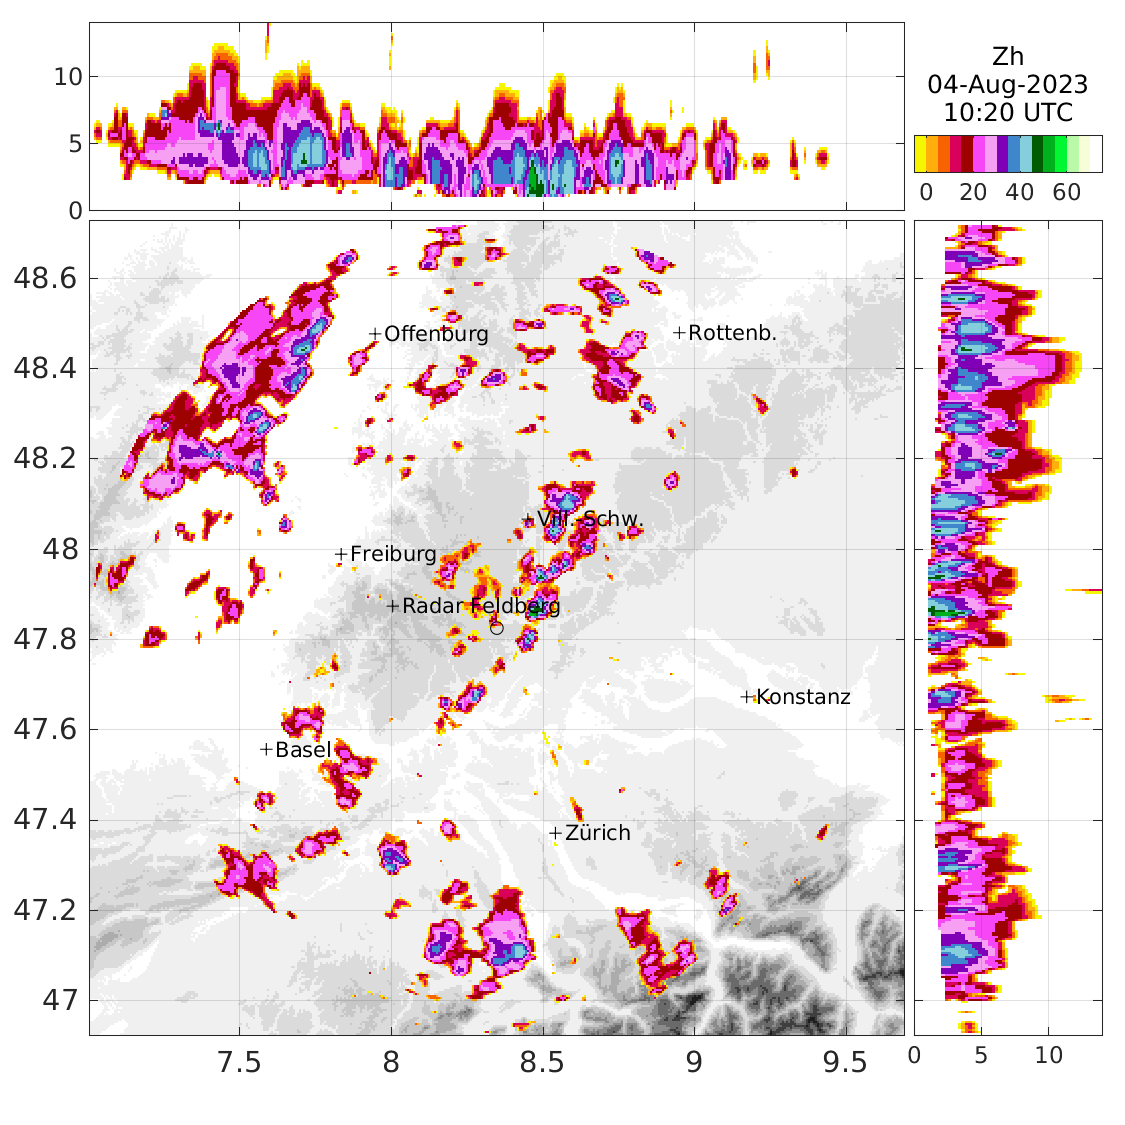 Zh
04-Aug-2023
10:20 UTC
0 20 40 60
10
5
0
48.6
48.4
48.2
48
47.8
47.6
47.4
47.2
47
+Offenburg
+Rottenb.
+Vill.-Schw.
+Freiburg
+Radar Feldberg
+Konstanz
+Basel
+Zürich
7.5 8 8.5 9 9.5
0 5 10